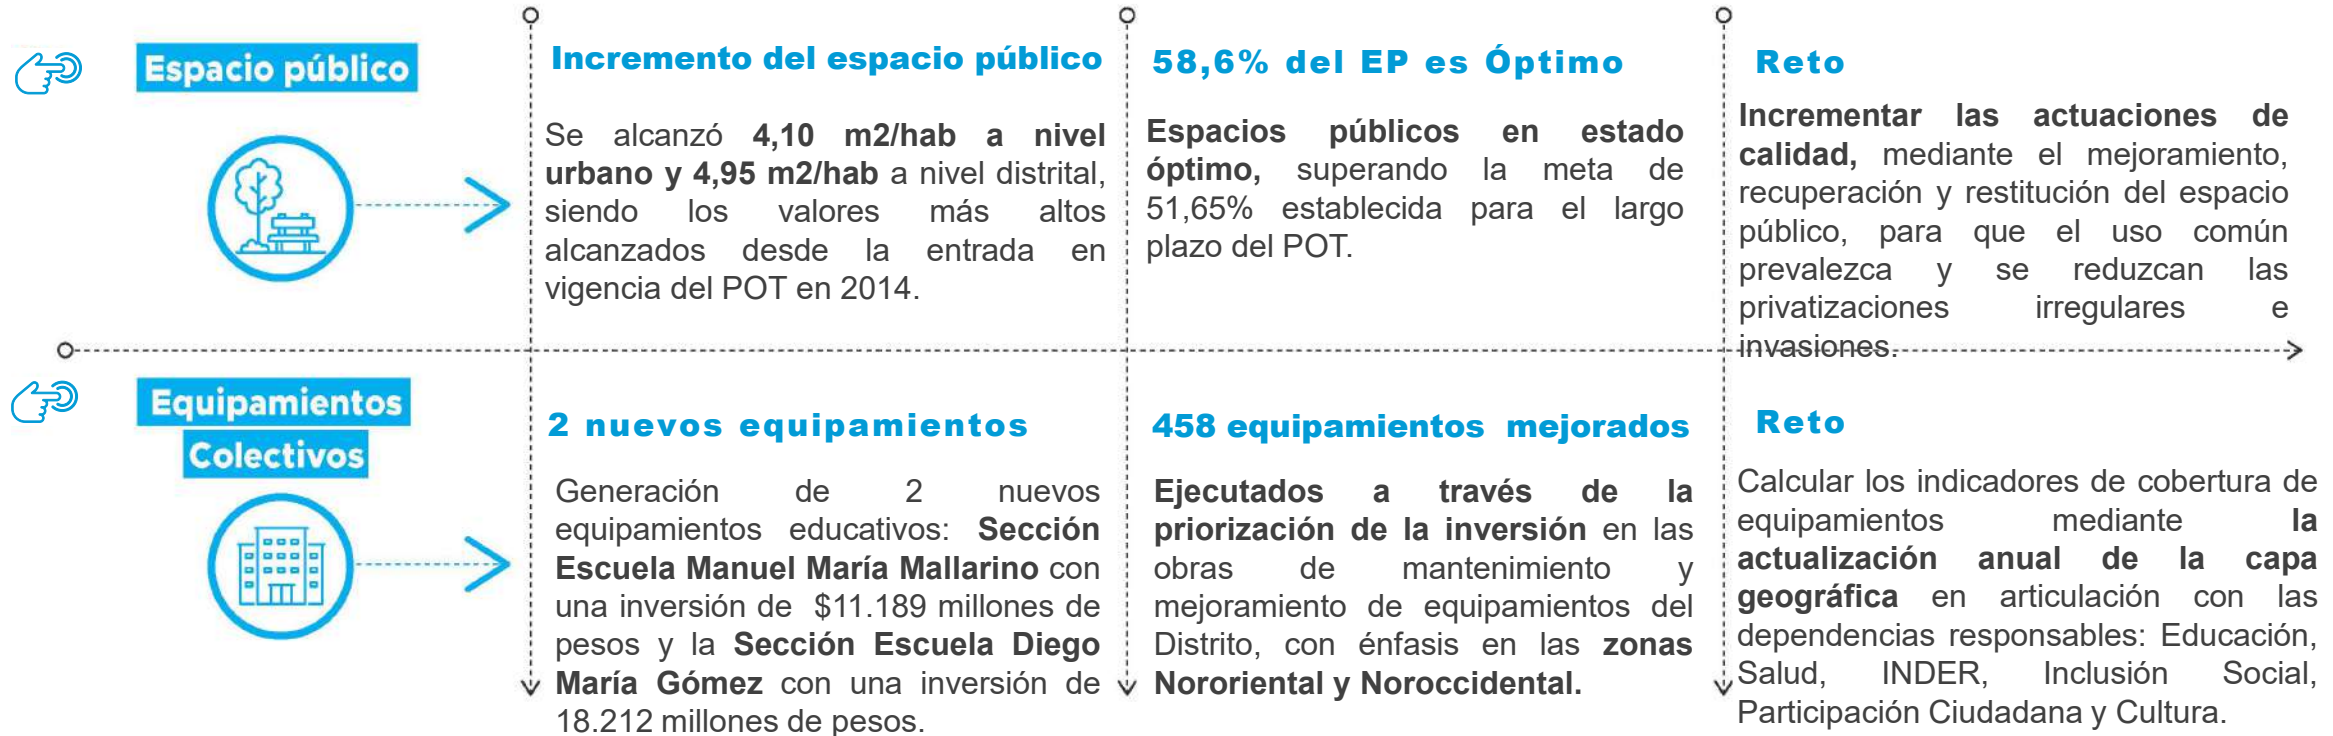 Espacio público
Incremento del espacio público
Se alcanzó 4,10 m2/hab a nivel
urbano y 4,95 m2/hab a nivel distrital,
siendo los valores más altos
alcanzados desde la entrada en
vigencia del POT en 2014.
58,6% del EP es Óptimo
Espacios públicos en estado
óptimo, superando la meta de
51,65% establecida para el largo
plazo del POT.
Reto
Incrementar las actuaciones de
calidad, mediante el mejoramiento,
recuperación y restitución del espacio
público, para que el uso común
prevalezca y se reduzcan las
privatizaciones irregulares e
invasiones.
Equipamientos
Colectivos
2 nuevos equipamientos
Generación de 2 nuevos
equipamientos educativos: Sección
Escuela Manuel María Mallarino con
una inversión de $11.189 millones de
pesos y la Sección Escuela Diego
María Gómez con una inversión de
18.212 millones de pesos.
458 equipamientos mejorados
Ejecutados a través de la
priorización de la inversión en las
obras de mantenimiento y
mejoramiento de equipamientos del
Distrito, con énfasis en las zonas
Nororiental y Noroccidental.
Reto
Calcular los indicadores de cobertura de
equipamientos mediante la
actualización anual de la capa
geográfica en articulación con las
dependencias responsables: Educación,
Salud, INDER, Inclusión Social,
Participación Ciudadana y Cultura.